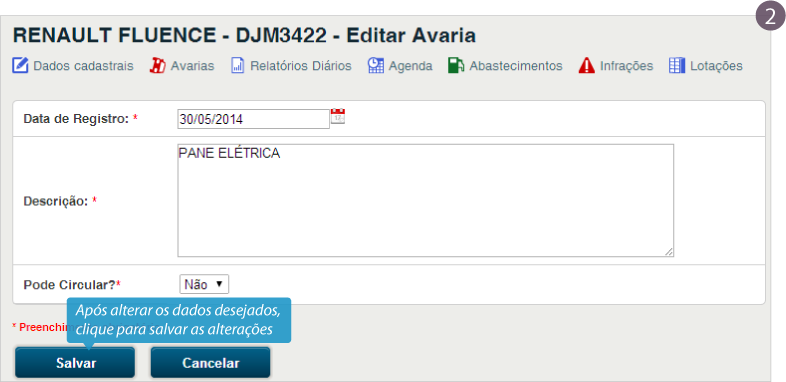 2
RENAULT FLUENCE - DJM3422 - Editar Avaria
Dados cadastrais Avarias Relatórios Diários Agenda Abastecimentos Infrações Lotações
Data de Registro: * 30/05/2014
PANE ELÉTRICA
Descrição: *
Pode Circular?* Não
Após alterar os dados desejados,
* clique para salvar as alterações
Salvar Cancelar